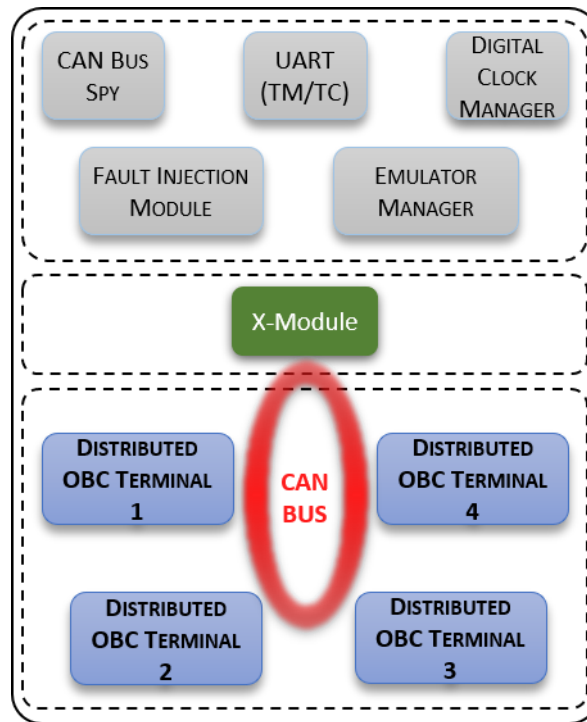 CAN BUS
SPY
UART
(TM/TC)
DIGITAL
CLOCK
MANAGER
FAULT INJECTION
MODULE
EMULATOR
MANAGER
X-Module
DISTRIBUTED
OBC TERMINAL
1
CAN
BUS
DISTRIBUTED
OBC TERMINAL
4
DISTRIBUTED
OBC TERMINAL
2
DISTRIBUTED
OBC TERMINAL
3